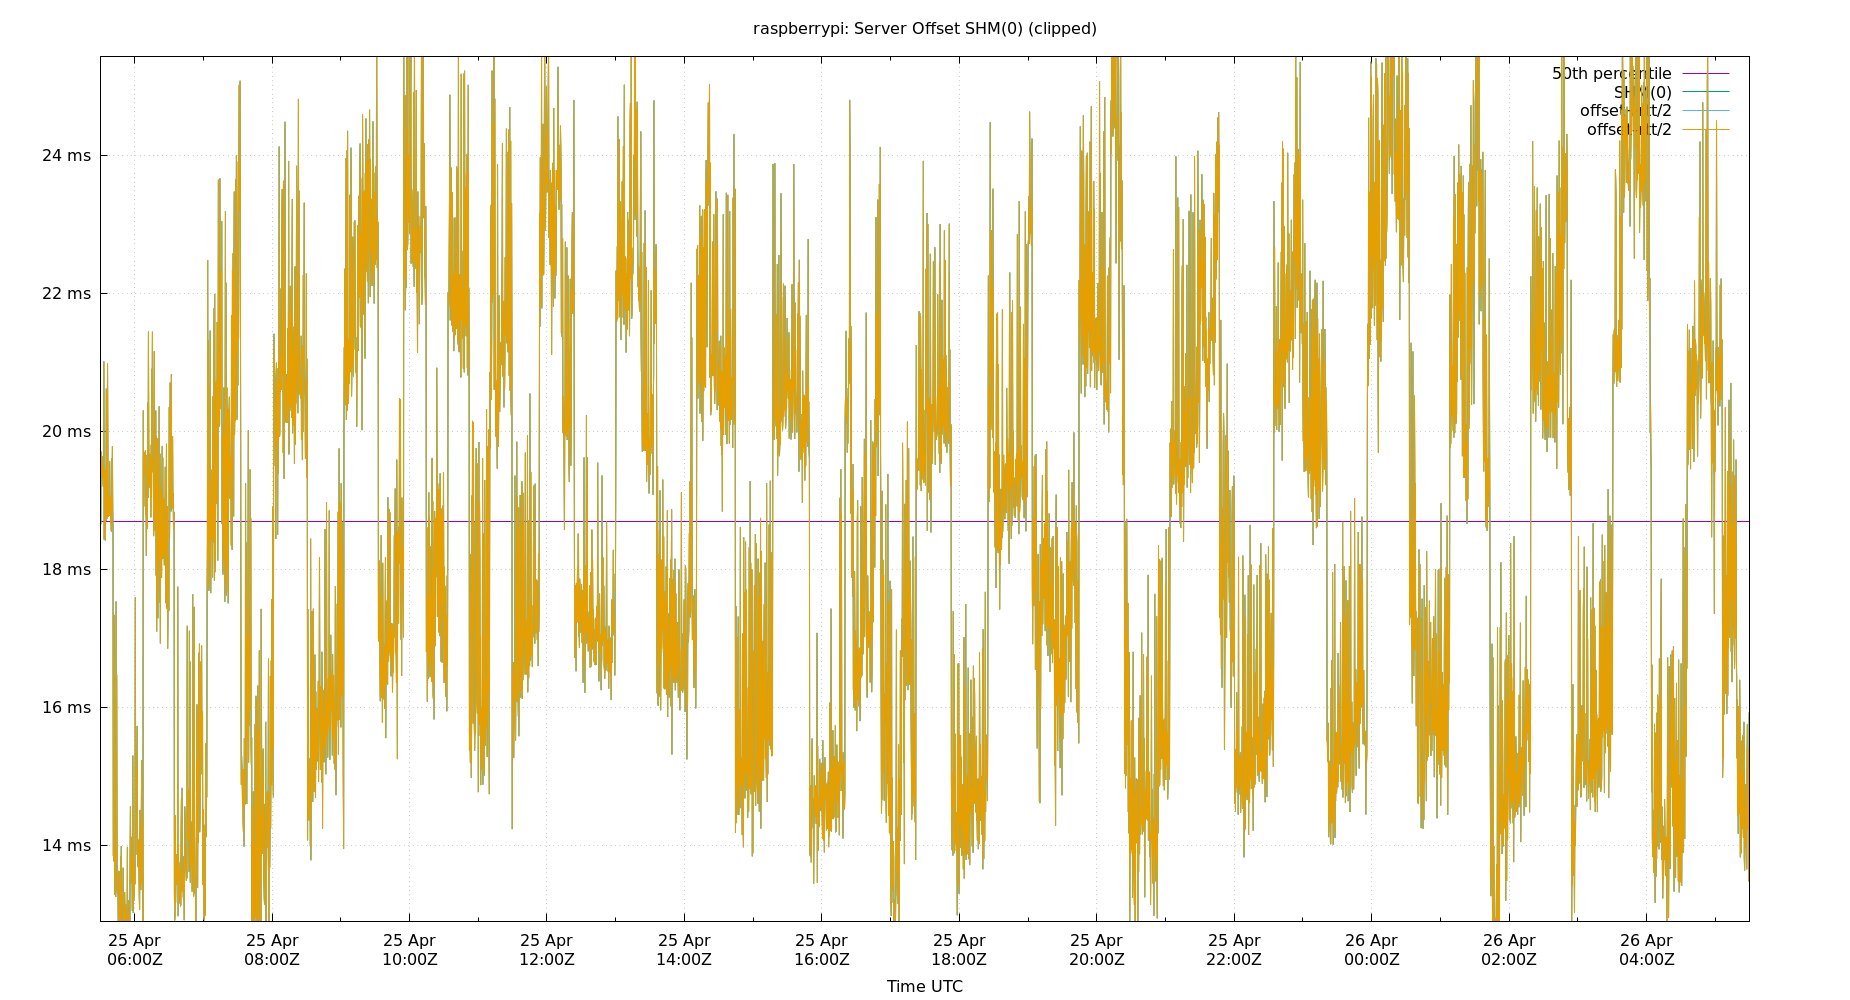 raspberrypi: Server Offset SHM(0) (clipped)
50th percentile
SHM(0)
offset-rtt/2
offset+rtt/2
24 ms
22 ms
20 ms
18 ms
16 ms
14 ms
25 Apr 25 Apr 25 Apr 25 Apr 25 Apr 25 Apr 25 Apr 25 Apr 25 Apr 26 Apr 26 Apr 26 Apr
06:00Z 08:00Z 10:00Z 12:00Z 14:00Z 16:00Z 18:00Z 20:00Z 22:00Z 00:00Z 02:00Z 04:00Z
Time UTC